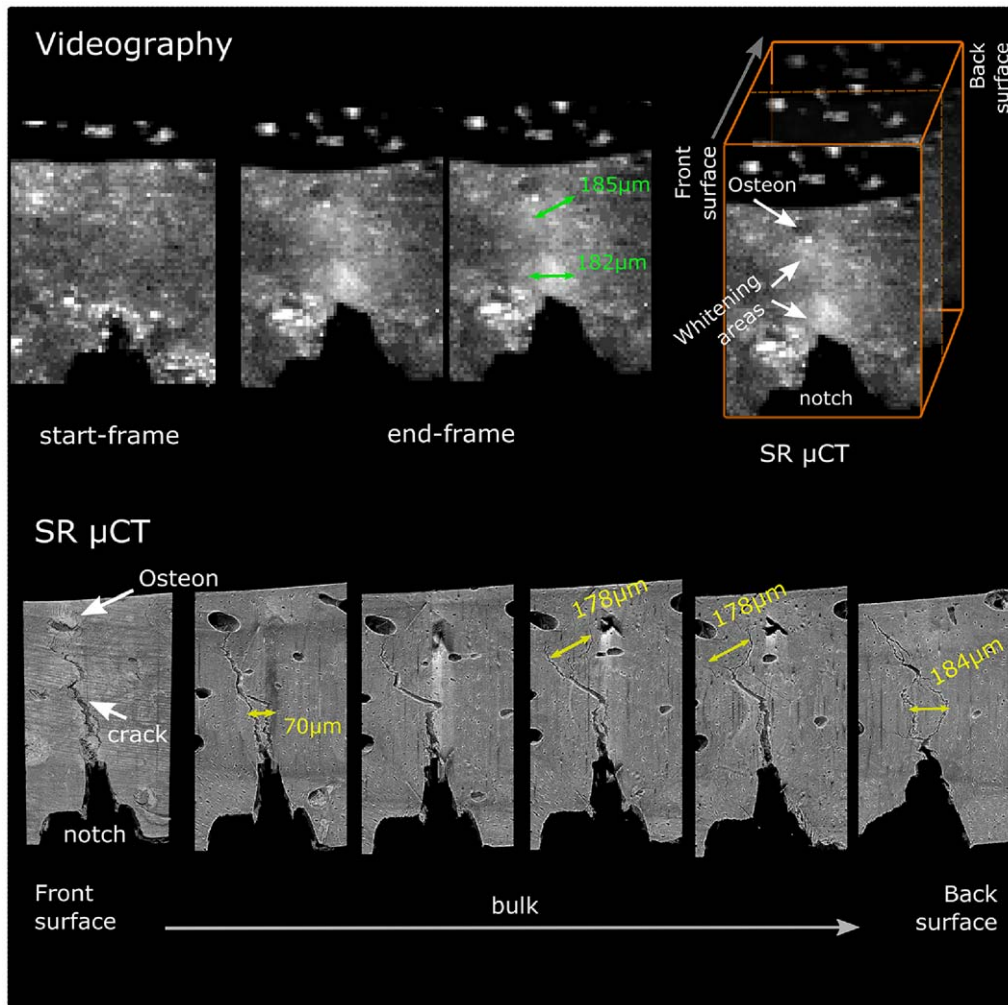 Videography
185µm
182µm
start-frame
end-frame
Front
surface
Back
surface
Osteon
Whitening
areas
notch
SR µCT
SR µCT
Osteon
crack
notch
70µm
178µm
178µm
184µm
Front
surface
bulk
Back
surface